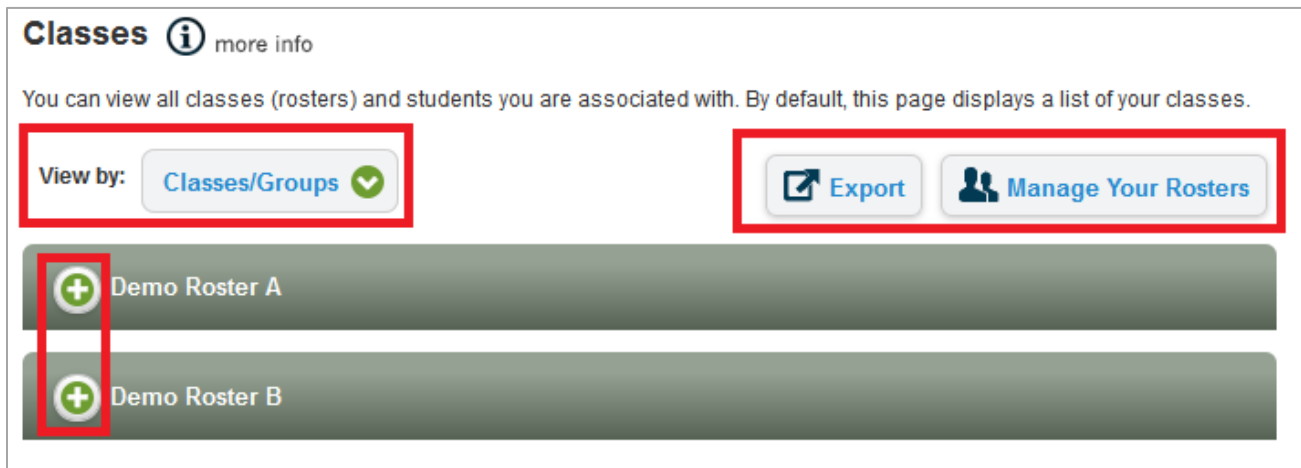 Classes i more info
You can view all classes (rosters) and students you are associated with. By default, this page displays a list of your classes.
View by: Classes/Groups Export Manage Your Rosters
Demo Roster A
Demo Roster B